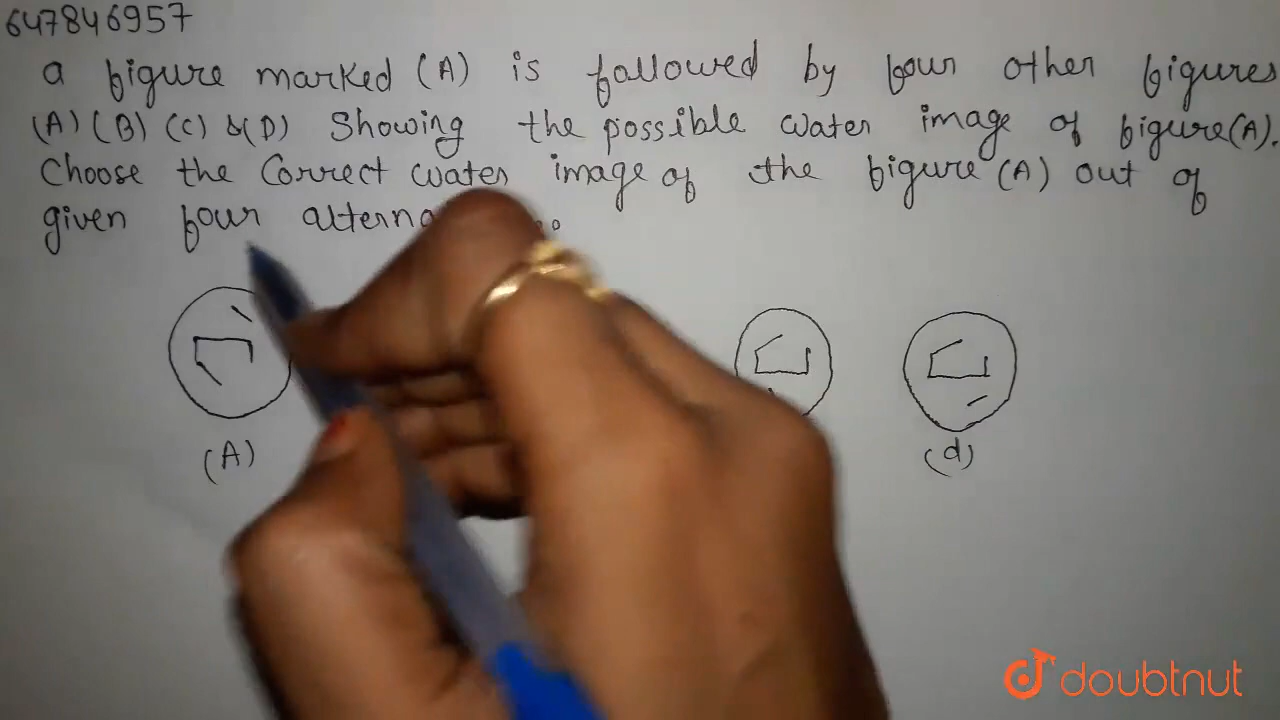 647846957
a figure marked (A) is followed by four other figures
(A) (B) (C) &(D) Showing the possible water image of figure(A).
Choose the Correct water image of the figure (A) out of
given four
(A)
(d)
doubtnut